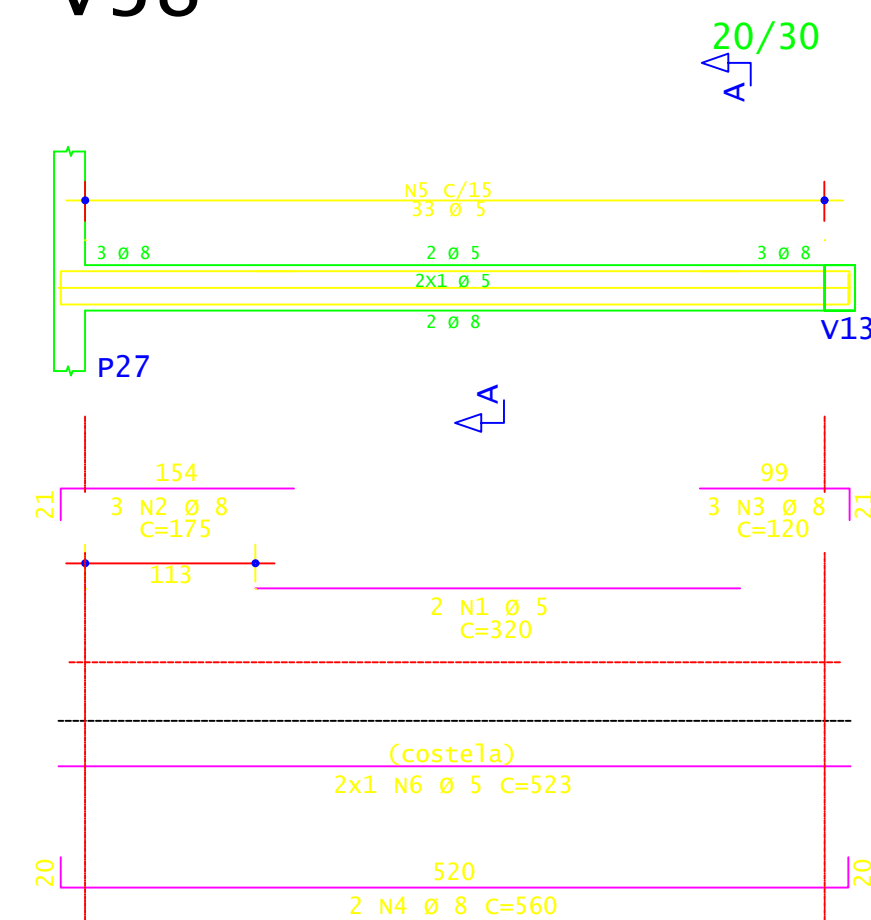 V58
20/30
A
N5 C/15
33 Ø 5
3 Ø 8
2 Ø 5
3 Ø 8
2x1 Ø 5
2 Ø 8
V13
P27
A
154
99
21
3 N2 Ø 8
3 N3 Ø 8
21
C=175
C=120
113
2 N1 Ø 5
C=320
(costela)
2x1 N6 Ø 5 C=523
520
20
20
2 N4 Ø 8 C=560